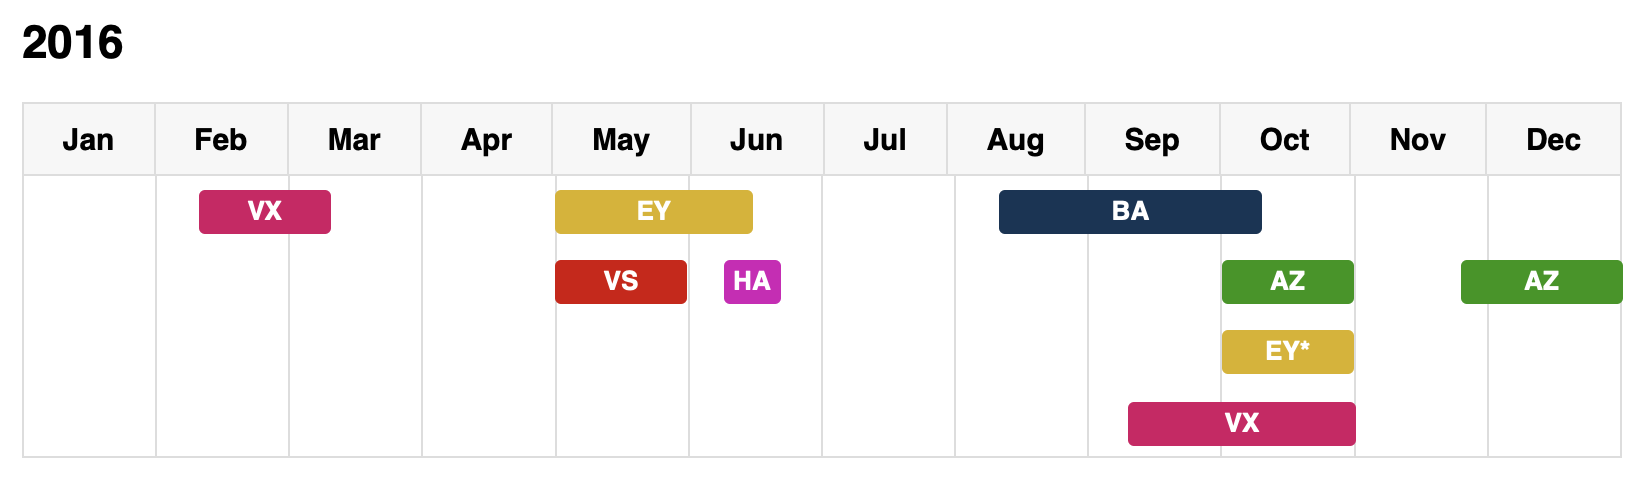 2016
Jan Feb Mar Apr May Jun Jul Aug Sep Oct Nov Dec
VX EY BA
VS HA AZ AZ
EY*
VX